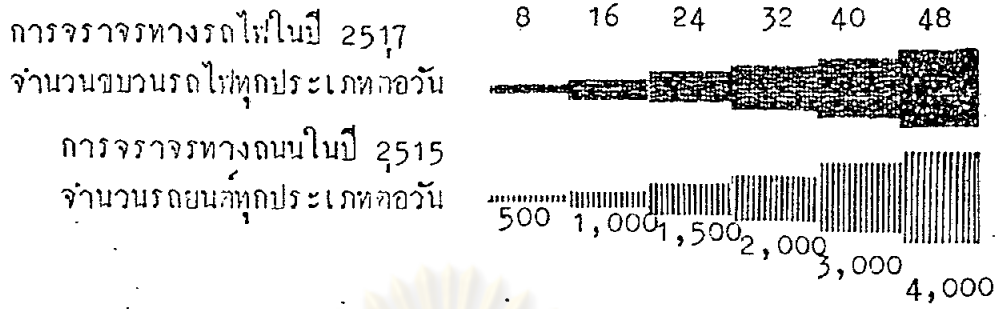 8 16 24 32 40 48
การจราจรทางรถไฟในปี 2517
จำนวนขบวนรถไฟทุกประเภทต่อวัน
การจราจรทางถนนในปี 2515
จำนวนรถยนต์ทุกประเภทต่อวัน
500 1,000 1,500 2,000 3,000 4,000